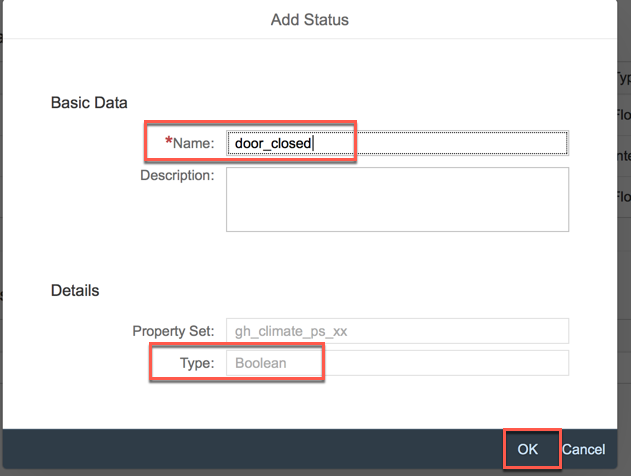 Add Status
Basic Data
*Name: door_closed
Description:
Details
Property Set: gh_climate_ps_xx
Type: Boolean
OK Cancel